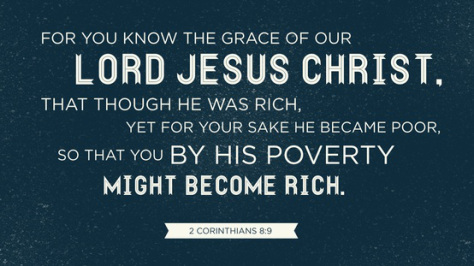 FOR YOU KNOW THE GRACE OF OUR
LORD JESUS CHRIST,
THAT THOUGH HE WAS RICH,
YET FOR YOUR SAKE HE BECAME POOR,
SO THAT YOU BY HIS POVERTY
MIGHT BECOME RICH.
2 CORINTHIANS 8:9